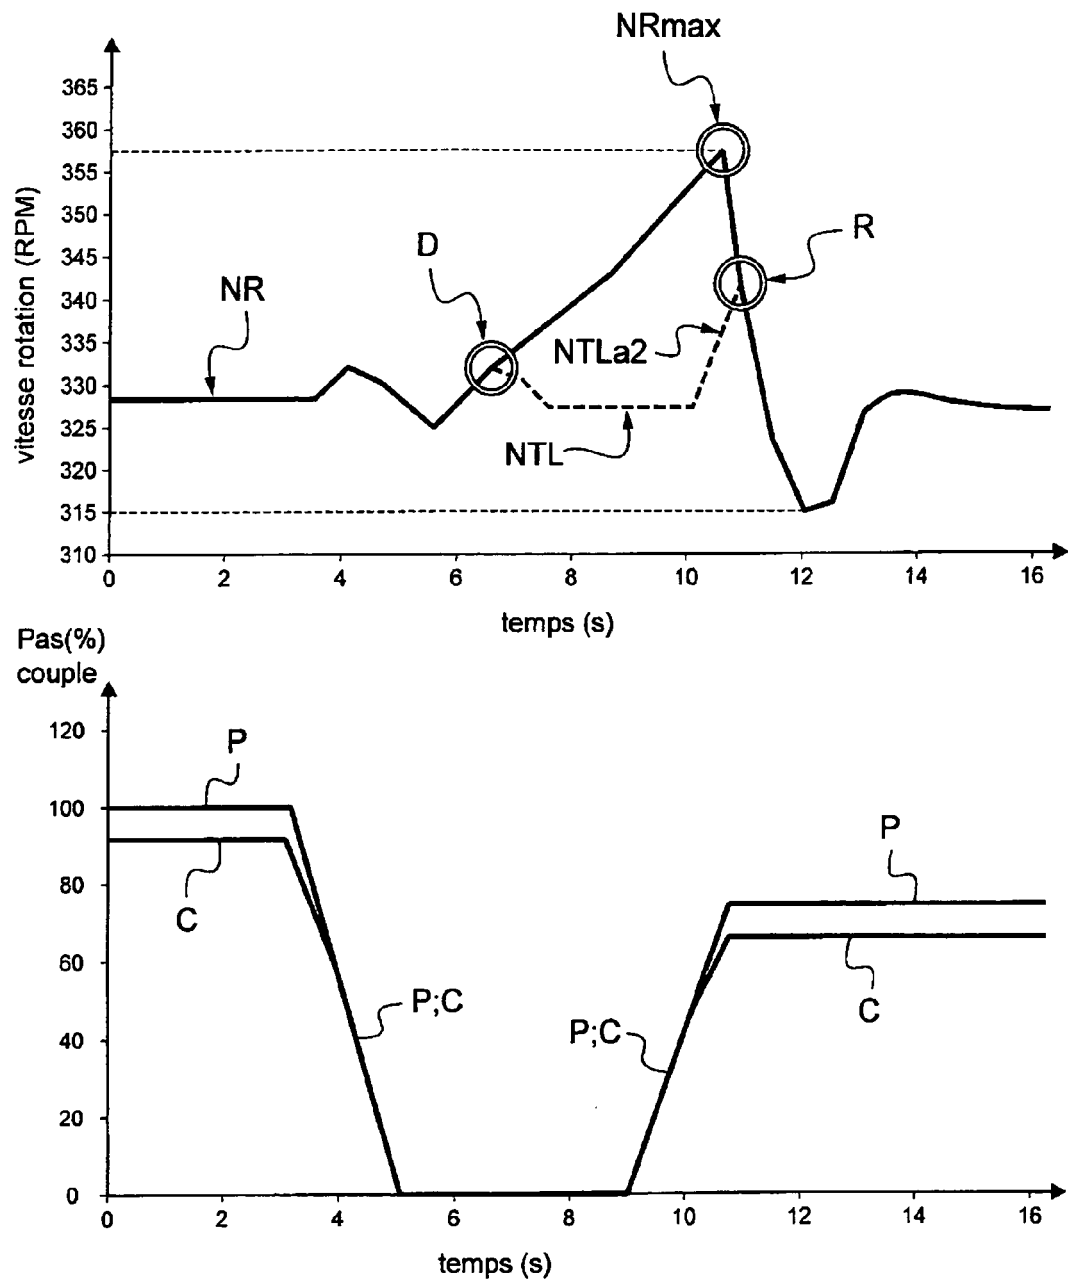 NRmax
365
360
355
350
345
340
335
330
325
320
315
310
vitesse rotation (RPM)
D
R
NR
NTLa2
NTL
0 2 4 6 8 10 12 14 16
temps (s)
Pas(%)
couple
120
100
80
60
40
20
0
P
C
P;C
P;C
P
C
0 2 4 6 8 10 12 14 16
temps (s)